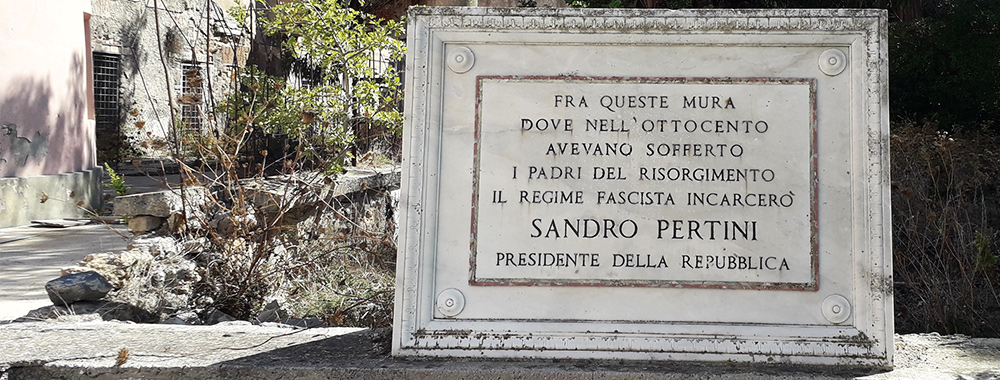 FRA QUESTE MURA
DOVE NELL'OTTOCENTO
AVEVANO SOFFERTO
I PADRI DEL RISORGIMENTO
IL REGIME FASCISTA INCARCERÒ
SANDRO PERTINI
PRESIDENTE DELLA REPUBBLICA